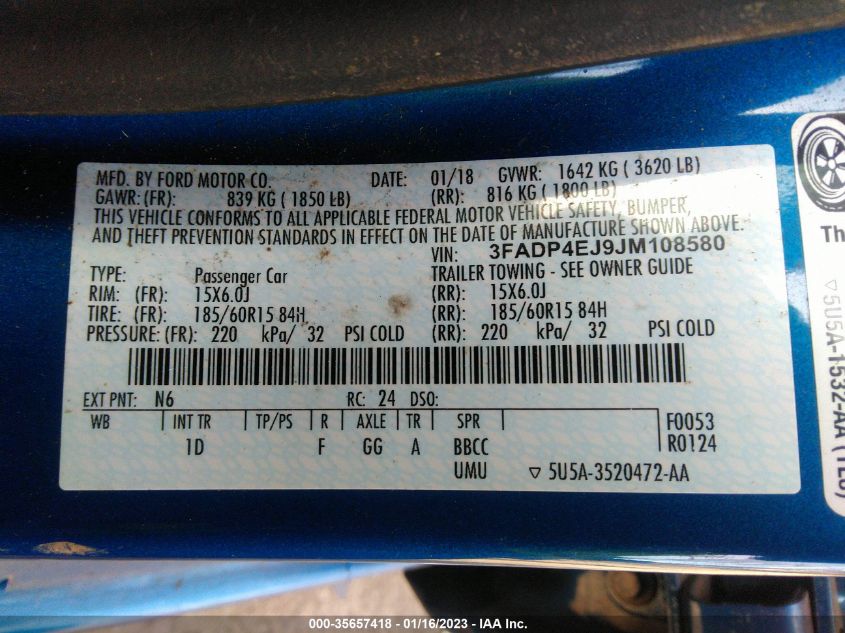 MFD. BY FORD MOTOR CO. DATE: 01/18 GVWR: 1642 KG ( 3620 LB)
GAWR: (FR): 839 KG ( 1850 LB) (RR): 816 KG ( 1800 LB)
THIS VEHICLE CONFORMS TO ALL APPLICABLE FEDERAL MOTOR VEHICLE SAFETY, BUMPER,
AND THEFT PREVENTION STANDARDS IN EFFECT ON THE DATE OF MANUFACTURE SHOWN ABOVE.
VIN: 3FADP4EJ9JM108580
TYPE: Passenger Car TRAILER TOWING - SEE OWNER GUIDE
RIM: (FR): 15X6.0J (RR): 15X6.0J
TIRE: (FR): 185/60R15 84H (RR): 185/60R15 84H
PRESSURE: (FR): 220 kPa/ 32 PSI COLD (RR): 220 kPa/ 32 PSI COLD
EXT PNT: N6 RC: 24 DSO:
WB INT TR TP/PS R AXLE TR SPR F0053
1D F GG A BBCC R0124
UMU ▽ 5U5A-3520472-AA
Th
▽ 5U5A-1532-AA
000-35657418 - 01/16/2023 - IAA Inc.